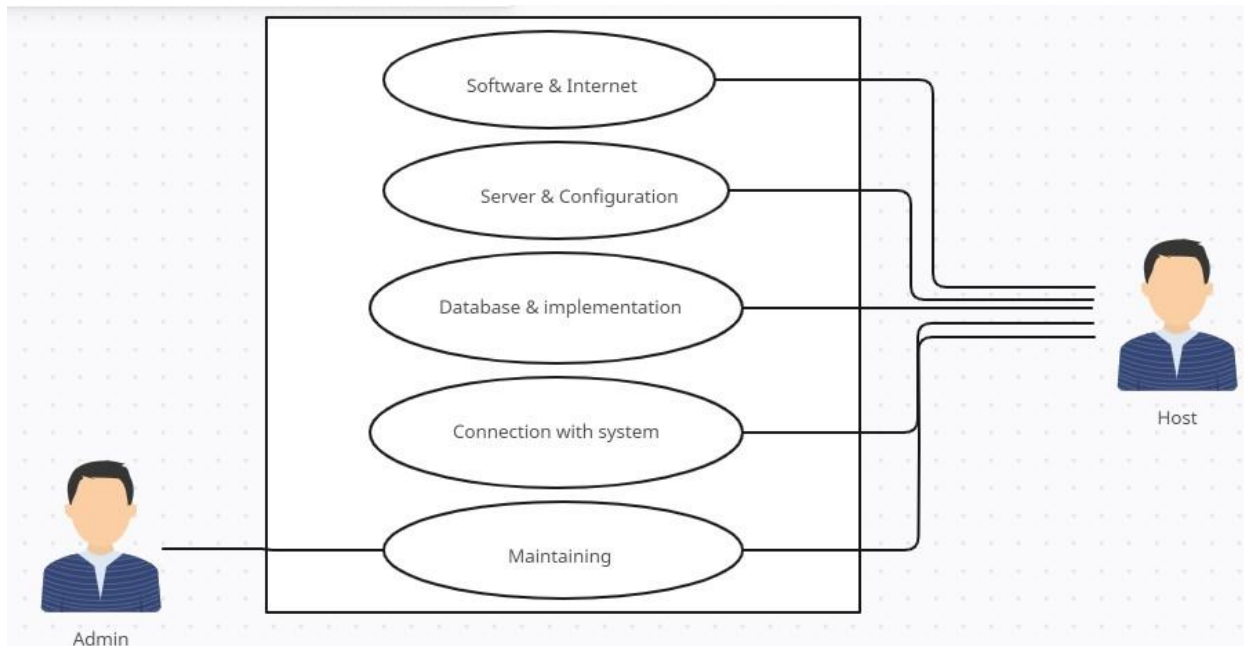 Software & Internet
Server & Configuration
Database & implementation
Connection with system
Maintaining
Host
Admin